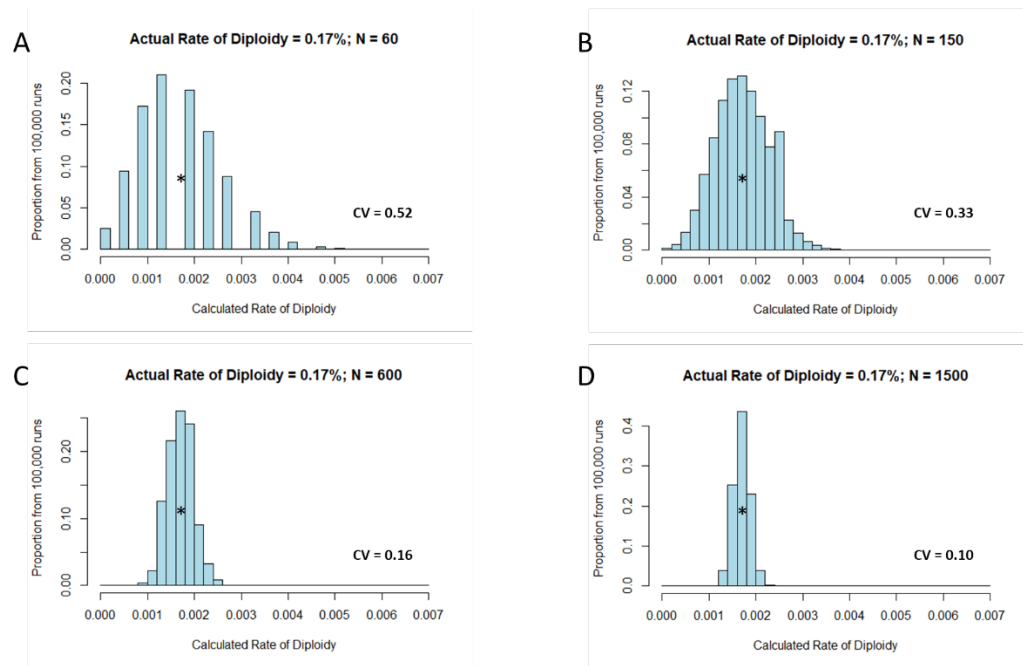 A
Actual Rate of Diploidy = 0.17%; N = 60
Proportion from 100,000 runs
0.20
0.15
0.10
0.05
0.00
*
CV = 0.52
0.000 0.001 0.002 0.003 0.004 0.005 0.006 0.007
Calculated Rate of Diploidy
B
Actual Rate of Diploidy = 0.17%; N = 150
Proportion from 100,000 runs
0.12
0.08
0.04
0.00
*
CV = 0.33
0.000 0.001 0.002 0.003 0.004 0.005 0.006 0.007
Calculated Rate of Diploidy
C
Actual Rate of Diploidy = 0.17%; N = 600
Proportion from 100,000 runs
0.20
0.10
0.00
*
CV = 0.16
0.000 0.001 0.002 0.003 0.004 0.005 0.006 0.007
Calculated Rate of Diploidy
D
Actual Rate of Diploidy = 0.17%; N = 1500
Proportion from 100,000 runs
0.4
0.3
0.2
0.1
0.0
*
CV = 0.10
0.000 0.001 0.002 0.003 0.004 0.005 0.006 0.007
Calculated Rate of Diploidy